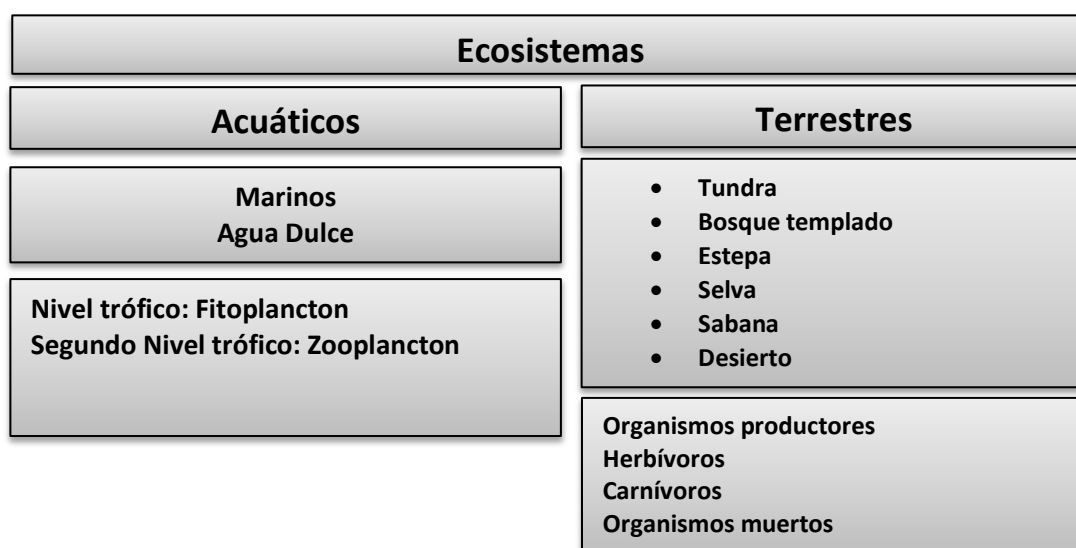 Ecosistemas
Acuáticos
Marinos
Agua Dulce
Nivel trófico: Fitoplancton
Segundo Nivel trófico: Zooplancton
Terrestres
• Tundra
• Bosque templado
• Estepa
• Selva
• Sabana
• Desierto
Organismos productores
Herbívoros
Carnívoros
Organismos muertos